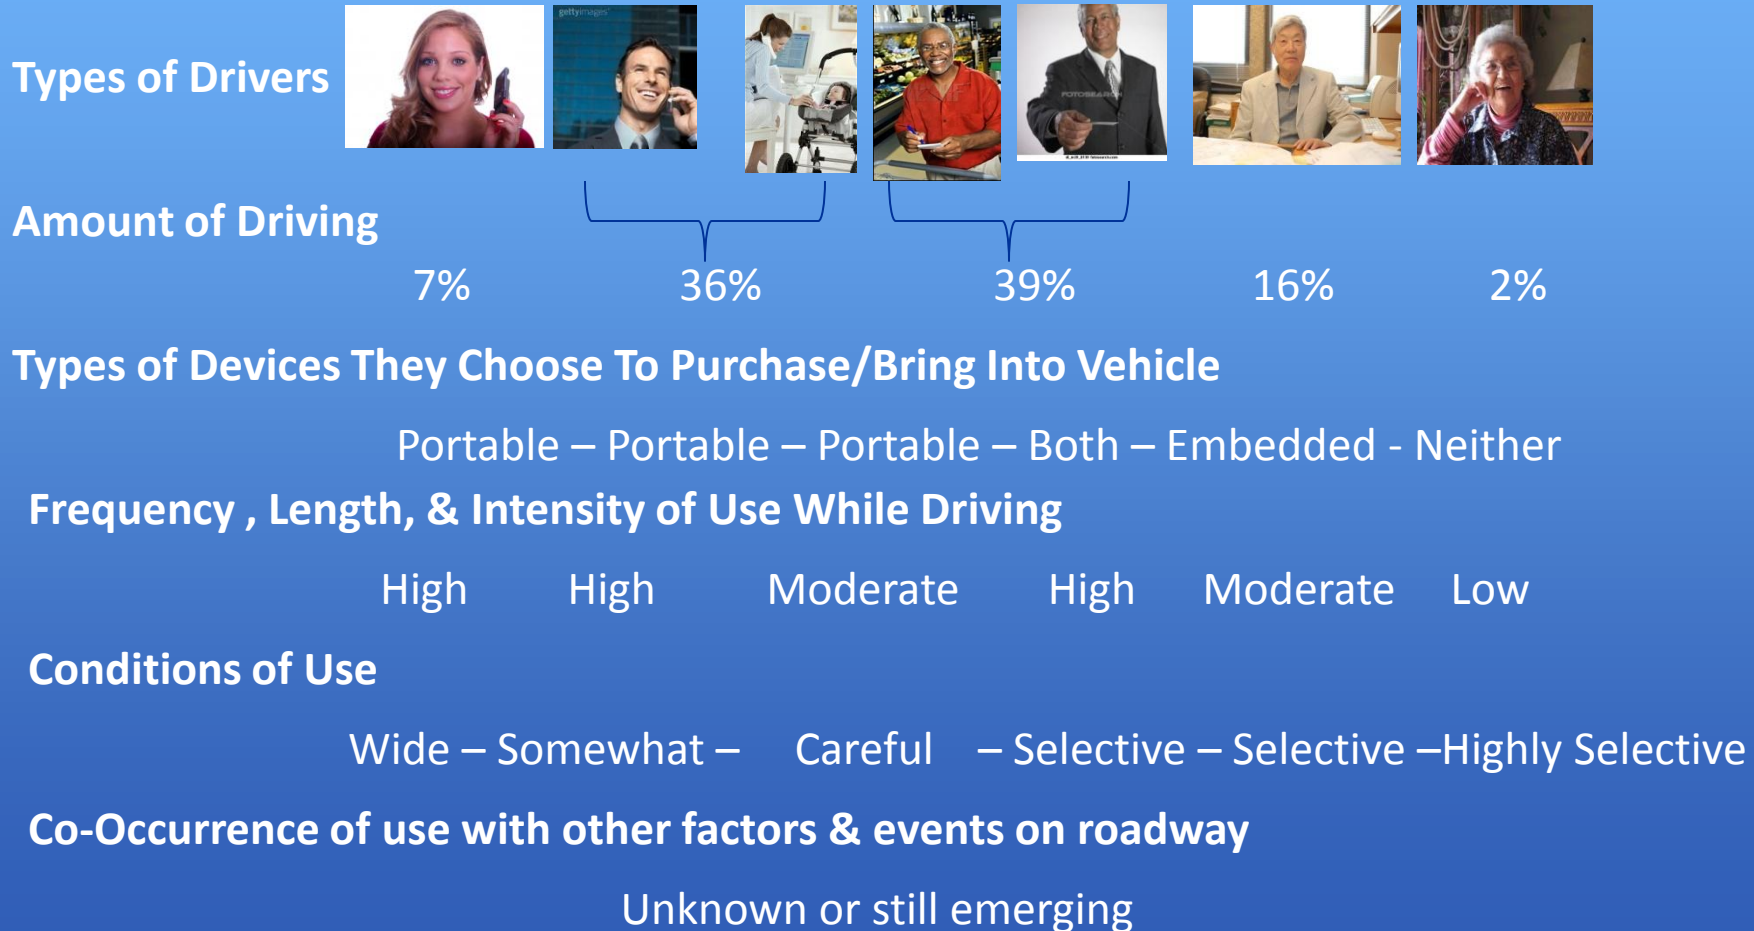 gettyimages®
FOTOSEARCH
Types of Drivers
Amount of Driving
7% 36% 39% 16% 2%
Types of Devices They Choose To Purchase/Bring Into Vehicle
Portable – Portable – Portable – Both – Embedded - Neither
Frequency , Length, & Intensity of Use While Driving
High High Moderate High Moderate Low
Conditions of Use
Wide – Somewhat – Careful – Selective – Selective –Highly Selective
Co-Occurrence of use with other factors & events on roadway
Unknown or still emerging